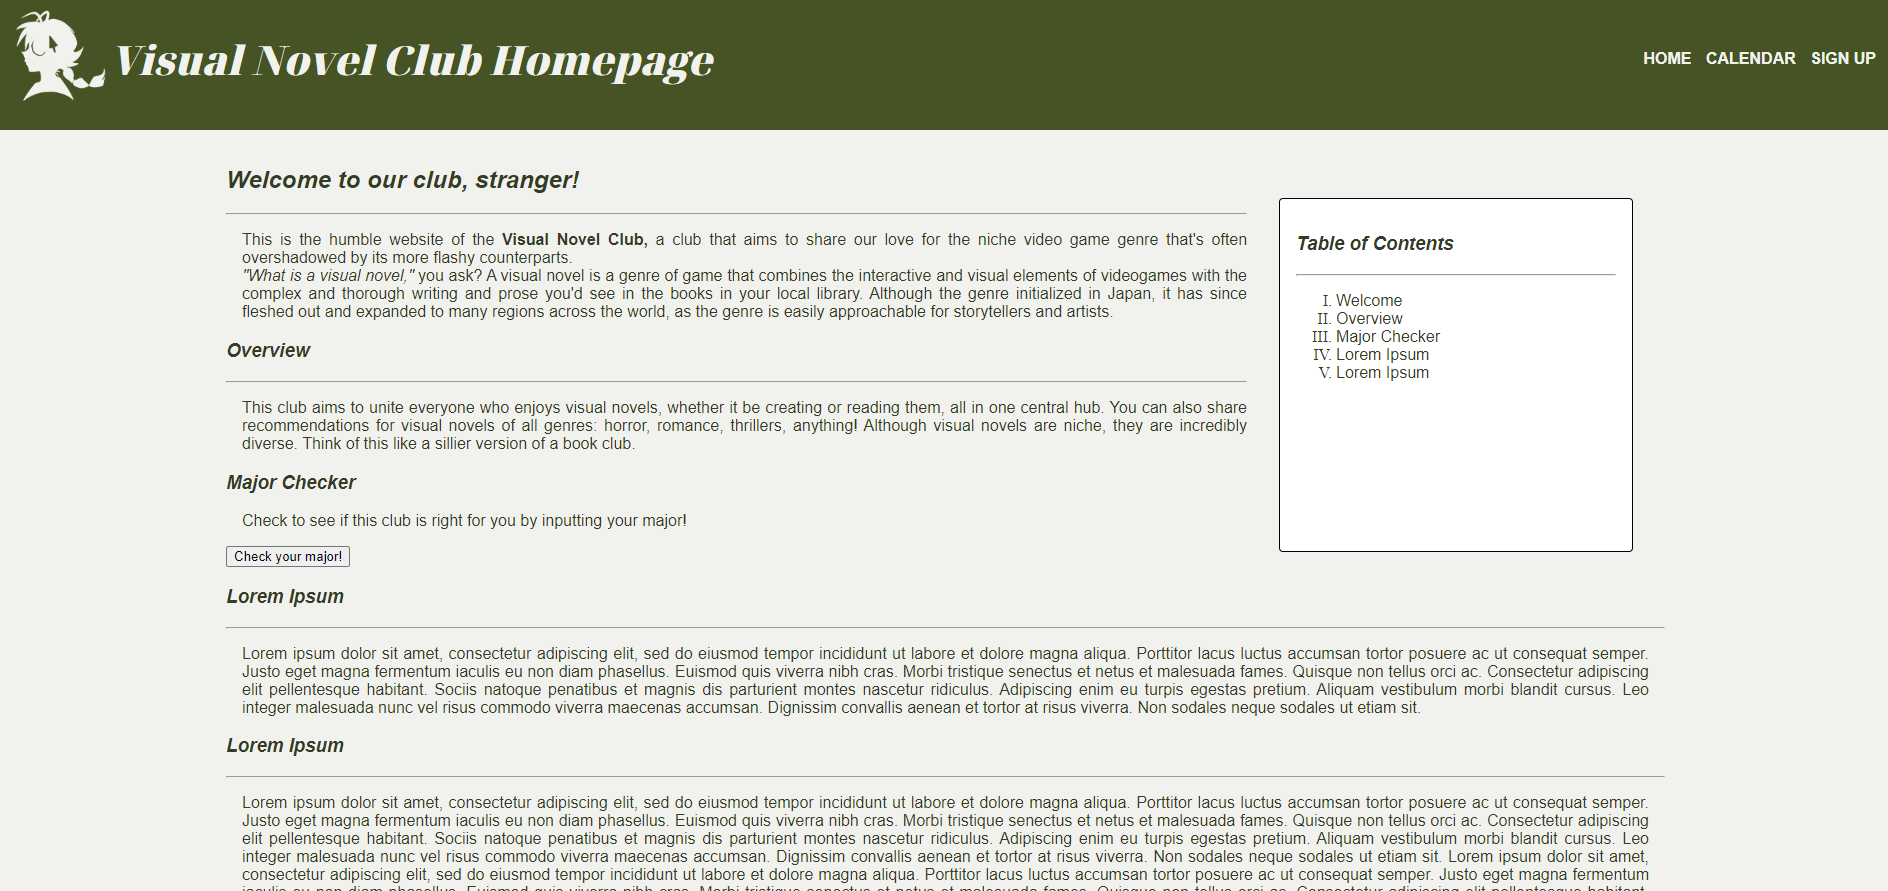 Visual Novel Club Homepage
HOME CALENDAR SIGN UP
Welcome to our club, stranger!
This is the humble website of the Visual Novel Club, a club that aims to share our love for the niche video game genre that's often
overshadowed by its more flashy counterparts.
"What is a visual novel," you ask? A visual novel is a genre of game that combines the interactive and visual elements of videogames with the
complex and thorough writing and prose you'd see in the books in your local library. Although the genre initialized in Japan, it has since
fleshed out and expanded to many regions across the world, as the genre is easily approachable for storytellers and artists.
Overview
This club aims to unite everyone who enjoys visual novels, whether it be creating or reading them, all in one central hub. You can also share
recommendations for visual novels of all genres: horror, romance, thrillers, anything! Although visual novels are niche, they are incredibly
diverse. Think of this like a sillier version of a book club.
Major Checker
Check to see if this club is right for you by inputting your major!
Check your major!
Table of Contents
I. Welcome
II. Overview
III. Major Checker
IV. Lorem Ipsum
V. Lorem Ipsum
Lorem Ipsum
Lorem ipsum dolor sit amet, consectetur adipiscing elit, sed do eiusmod tempor incididunt ut labore et dolore magna aliqua. Porttitor lacus luctus accumsan tortor posuere ac ut consequat semper.
Justo eget magna fermentum iaculis eu non diam phasellus. Euismod quis viverra nibh cras. Morbi tristique senectus et netus et malesuada fames. Quisque non tellus orci ac. Consectetur adipiscing
elit pellentesque habitant. Sociis natoque penatibus et magnis dis parturient montes nascetur ridiculus. Adipiscing enim eu turpis egestas pretium. Aliquam vestibulum morbi blandit cursus. Leo
integer malesuada nunc vel risus commodo viverra maecenas accumsan. Dignissim convallis aenean et tortor at risus viverra. Non sodales neque sodales ut etiam sit.
Lorem Ipsum
Lorem ipsum dolor sit amet, consectetur adipiscing elit, sed do eiusmod tempor incididunt ut labore et dolore magna aliqua. Porttitor lacus luctus accumsan tortor posuere ac ut consequat semper.
Justo eget magna fermentum iaculis eu non diam phasellus. Euismod quis viverra nibh cras. Morbi tristique senectus et netus et malesuada fames. Quisque non tellus orci ac. Consectetur adipiscing
elit pellentesque habitant. Sociis natoque penatibus et magnis dis parturient montes nascetur ridiculus. Adipiscing enim eu turpis egestas pretium. Aliquam vestibulum morbi blandit cursus. Leo
integer malesuada nunc vel risus commodo viverra maecenas accumsan. Dignissim convallis aenean et tortor at risus viverra. Non sodales neque sodales ut etiam sit. Lorem ipsum dolor sit amet,
consectetur adipiscing elit, sed do eiusmod tempor incididunt ut labore et dolore magna aliqua. Porttitor lacus luctus accumsan tortor posuere ac ut consequat semper. Justo eget magna fermentum